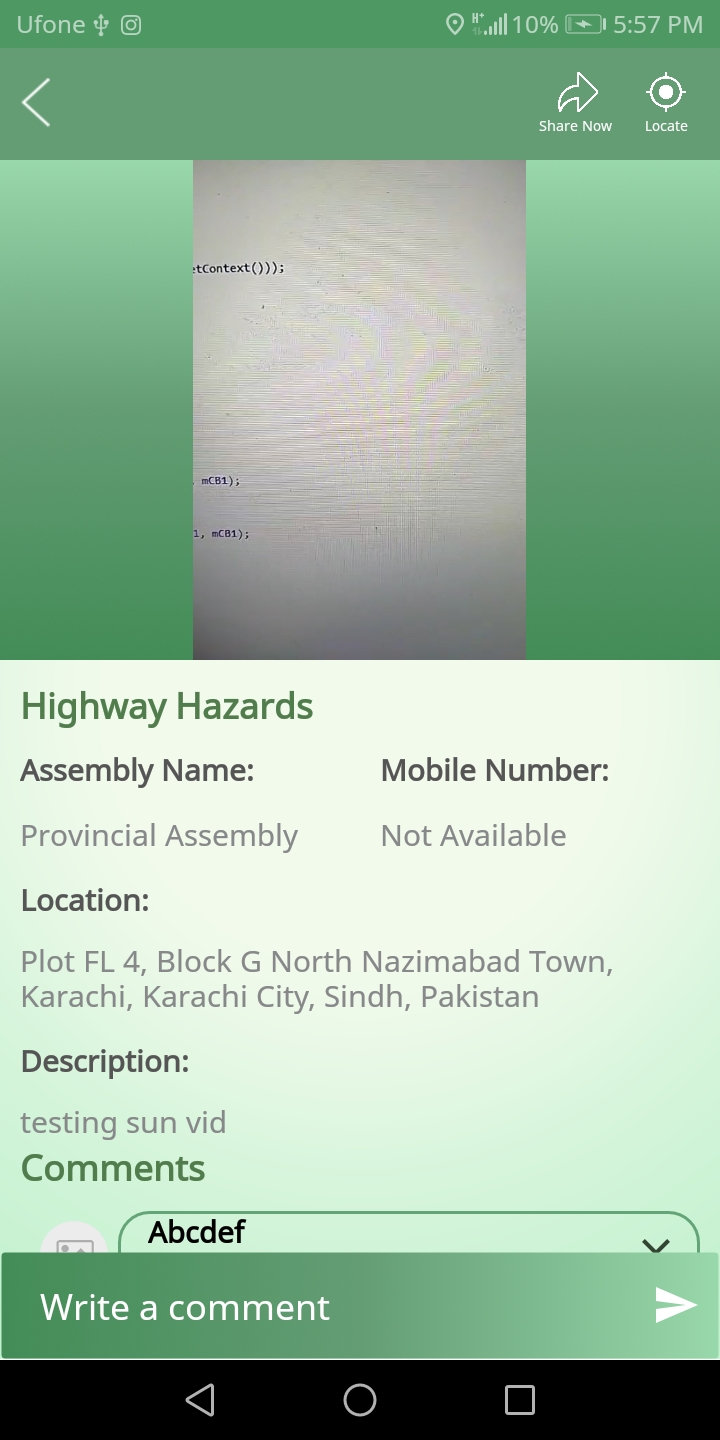 Ufone 10% 5:57 PM
Share Now Locate
etContext()));
, mCB1);
1, mCB1);
Highway Hazards
Assembly Name: Mobile Number:
Provincial Assembly Not Available
Location:
Plot FL 4, Block G North Nazimabad Town,
Karachi, Karachi City, Sindh, Pakistan
Description:
testing sun vid
Comments
Abcdef
Write a comment